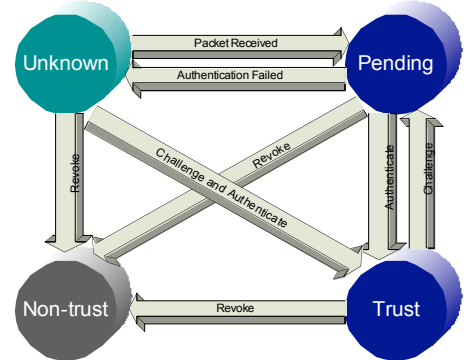 Packet Received
Unknown
Pending
Authentication Failed
Revoke
Challenge and Authenticate
Revoke
Authenticate
Challenge
Non-trust
Revoke
Trust